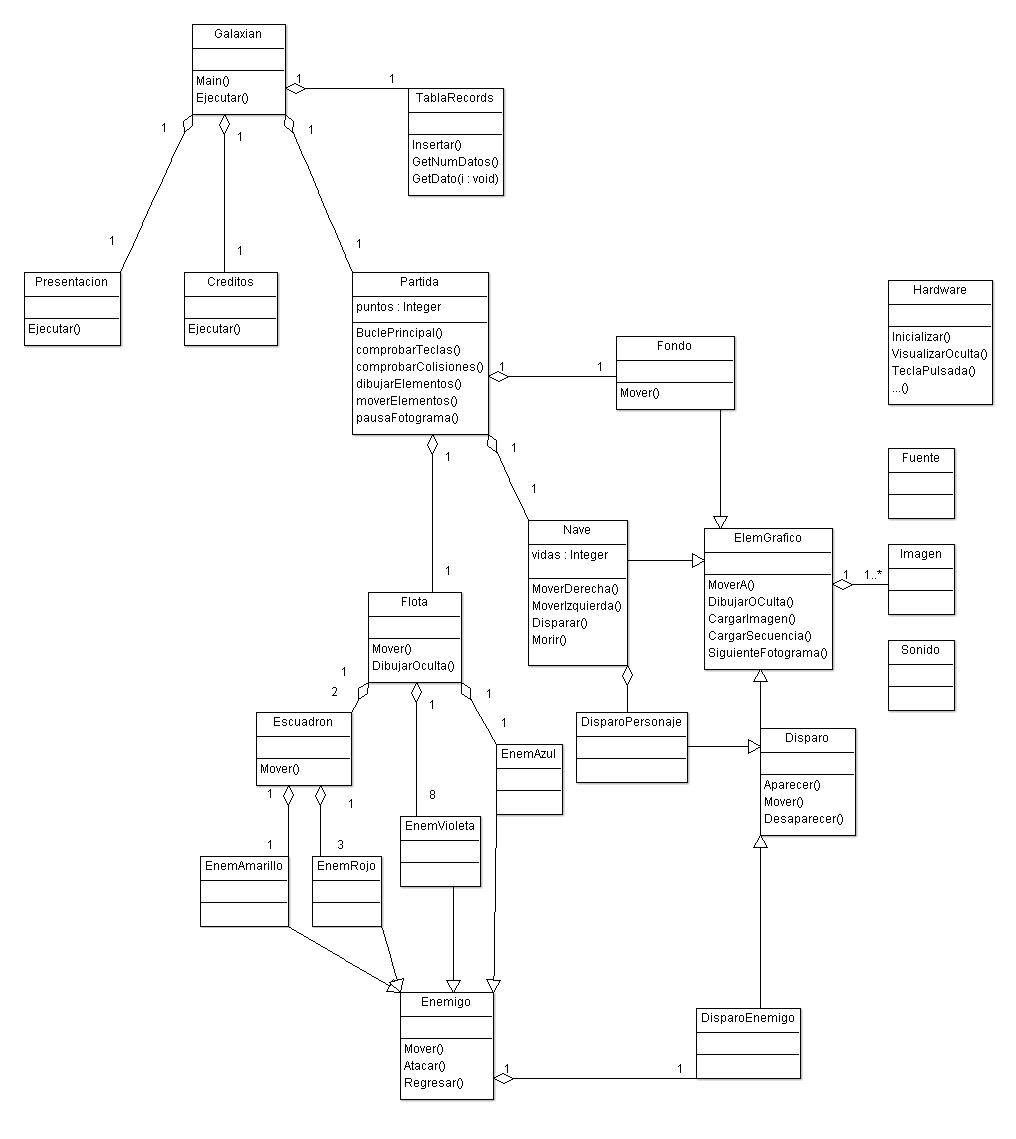 Galaxian
Main()
Ejecutar()
1
1
TablaRecords
Insertar()
GetNumDatos()
GetDato(i : void)
1
1
1
1
1
1
Presentacion
Ejecutar()
Creditos
Ejecutar()
Partida
puntos : Integer
BuclePrincipal()
comprobarTeclas()
comprobarColisiones()
dibujarElementos()
moverElementos()
pausaFotograma()
Hardware
Inicializar()
VisualizarOculta()
TeclaPulsada()
...()
1
1
Fondo
Mover()
1
1
1
1
Fuente
Nave
vidas : Integer
MoverDerecha()
MoverIzquierda()
Disparar()
Morir()
ElemGrafico
MoverA()
DibujarOCulta()
CargarImagen()
CargarSecuencia()
SiguienteFotograma()
1
1..*
Imagen
Sonido
Flota
Mover()
DibujarOculta()
1
2
1
8
1
1
Escuadron
Mover()
EnemAzul
DisparoPersonaje
Disparo
Aparecer()
Mover()
Desaparecer()
1
1
1
3
EnemVioleta
EnemAmarillo
EnemRojo
Enemigo
Mover()
Atacar()
Regresar()
1
1
DisparoEnemigo